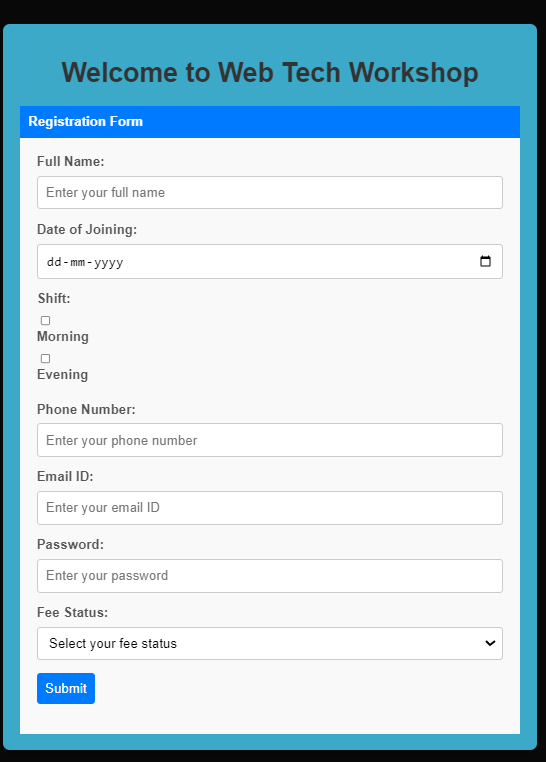 Welcome to Web Tech Workshop
Registration Form
Full Name:
Enter your full name
Date of Joining:
dd-mm-yyyy
Shift:
Morning
Evening
Phone Number:
Enter your phone number
Email ID:
Enter your email ID
Password:
Enter your password
Fee Status:
Select your fee status
Submit